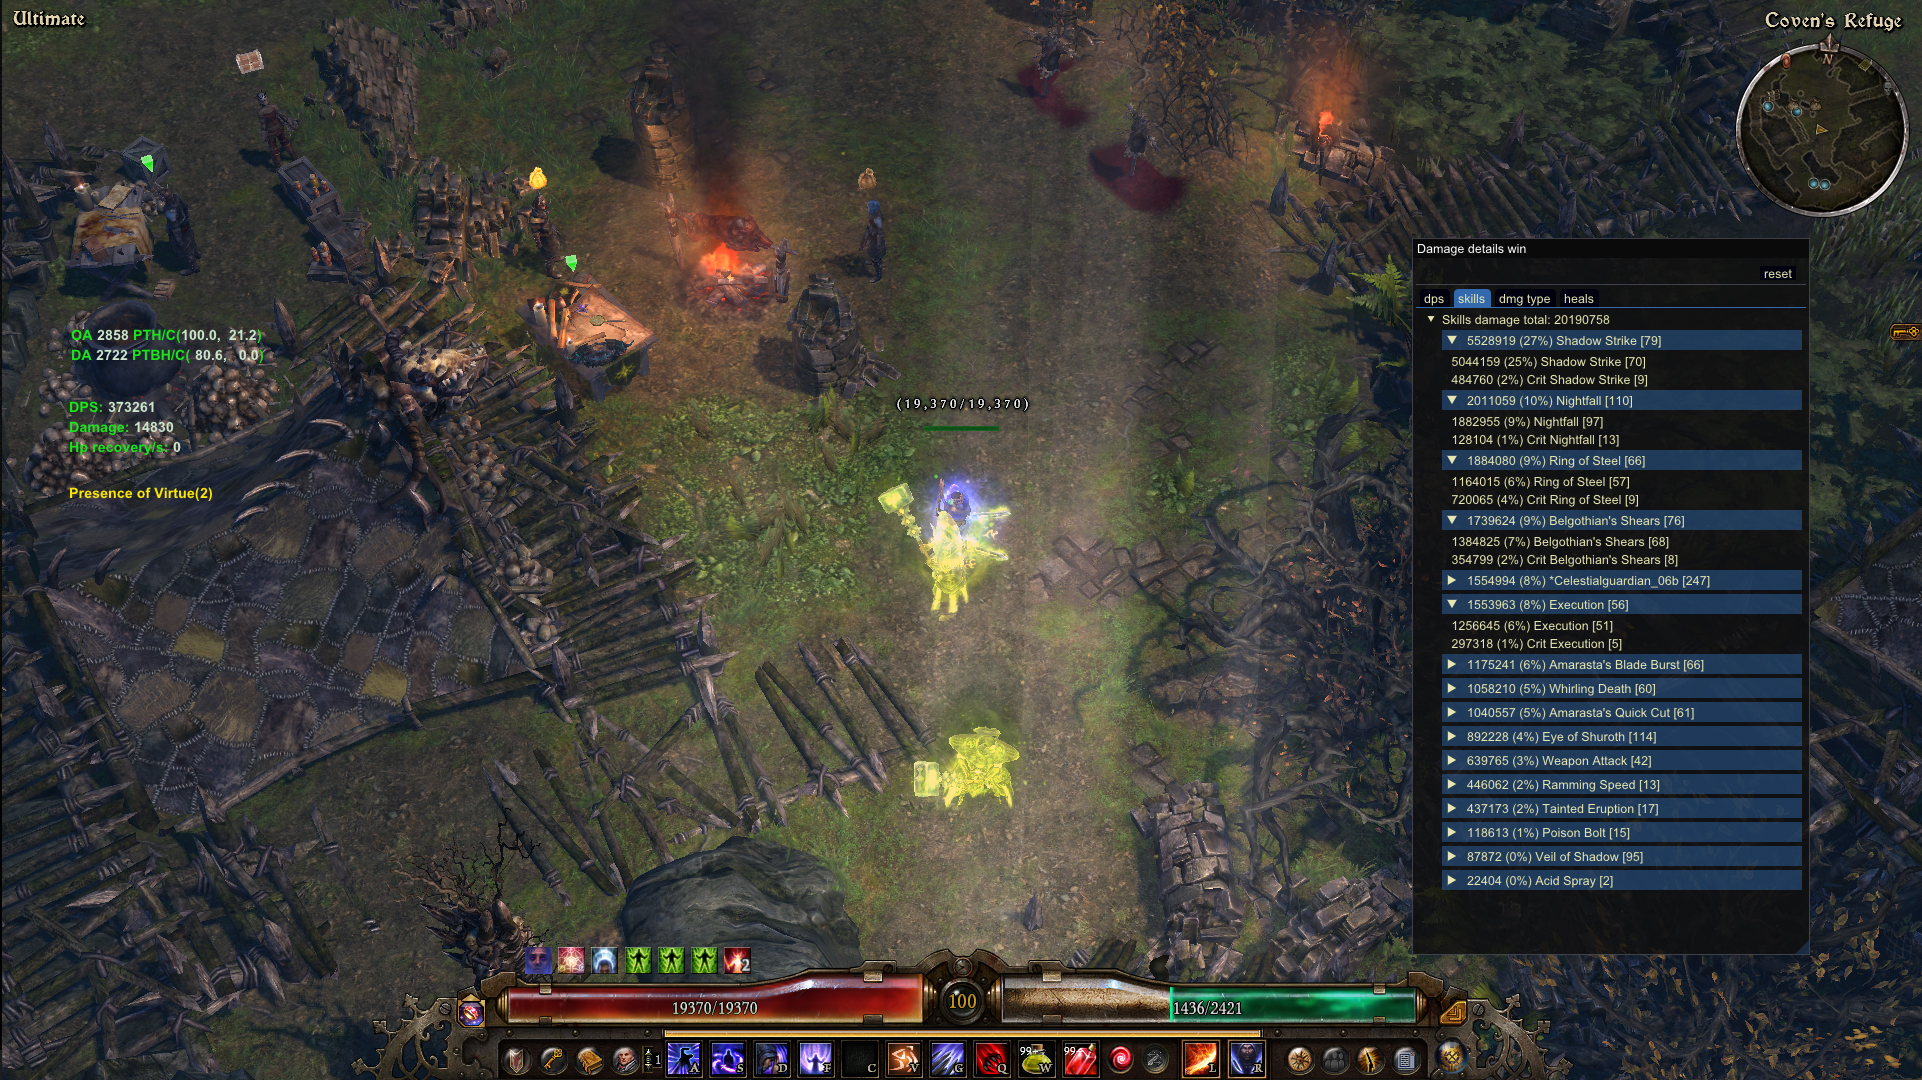 Ultimate
Coven's Refuge
N
OA 2858 PTH/C(100.0, 21.2)
DA 2722 PTBH/C( 80.6, 0.0)
DPS: 373261
Damage: 14830
Hp recovery/s: 0
Presence of Virtue(2)
(19,370/19,370)
Damage details win
reset
dps skills dmg type heals
Skills damage total: 20190758
5528919 (27%) Shadow Strike [79]
5044159 (25%) Shadow Strike [70]
484760 (2%) Crit Shadow Strike [9]
2011059 (10%) Nightfall [110]
1882955 (9%) Nightfall [97]
128104 (1%) Crit Nightfall [13]
1884080 (9%) Ring of Steel [66]
1164015 (6%) Ring of Steel [57]
720065 (4%) Crit Ring of Steel [9]
1739624 (9%) Belgothian's Shears [76]
1384825 (7%) Belgothian's Shears [68]
354799 (2%) Crit Belgothian's Shears [8]
1554994 (8%) *Celestialguardian_06b [247]
1553963 (8%) Execution [56]
1256645 (6%) Execution [51]
297318 (1%) Crit Execution [5]
1175241 (6%) Amarasta's Blade Burst [66]
1058210 (5%) Whirling Death [60]
1040557 (5%) Amarasta's Quick Cut [61]
892228 (4%) Eye of Shuroth [114]
639765 (3%) Weapon Attack [42]
446062 (2%) Ramming Speed [13]
437173 (2%) Tainted Eruption [17]
118613 (1%) Poison Bolt [15]
87872 (0%) Veil of Shadow [95]
22404 (0%) Acid Spray [2]
2
19370/19370
100
1436/2421
1 A S D F C V G Q 99+ W 99+ L R